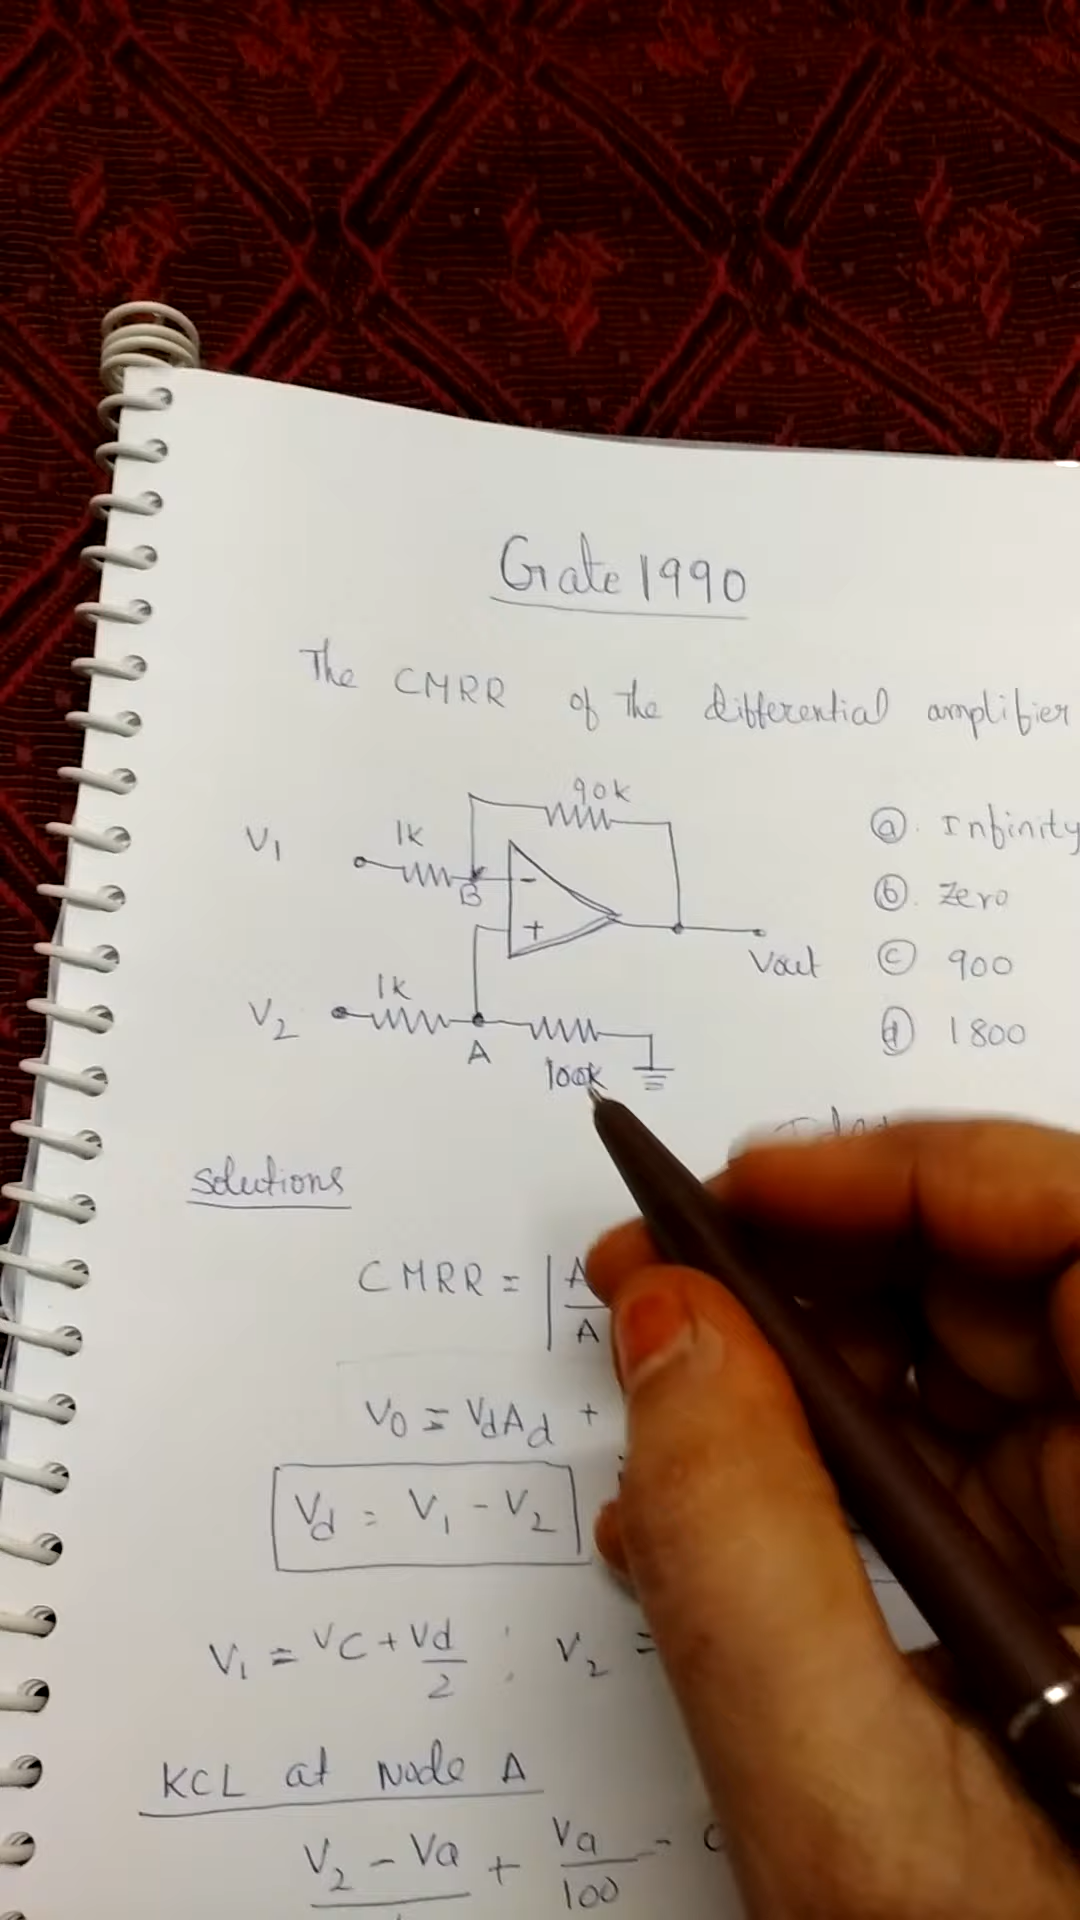 Gate 1990
The CMRR of the differential amplifier
90k
1k
V1
B
-
+
Vout
1k
V2
A
100k
ⓐ. Infinity
ⓑ. Zero
ⓒ 900
ⓓ 1800
Solutions
CMRR = | A
A
V0 = VdAd +
Vd = V1 - V2
V1 = VC + Vd/2 ; V2 =
KCL at Node A
V2 - Va + Va/100 -